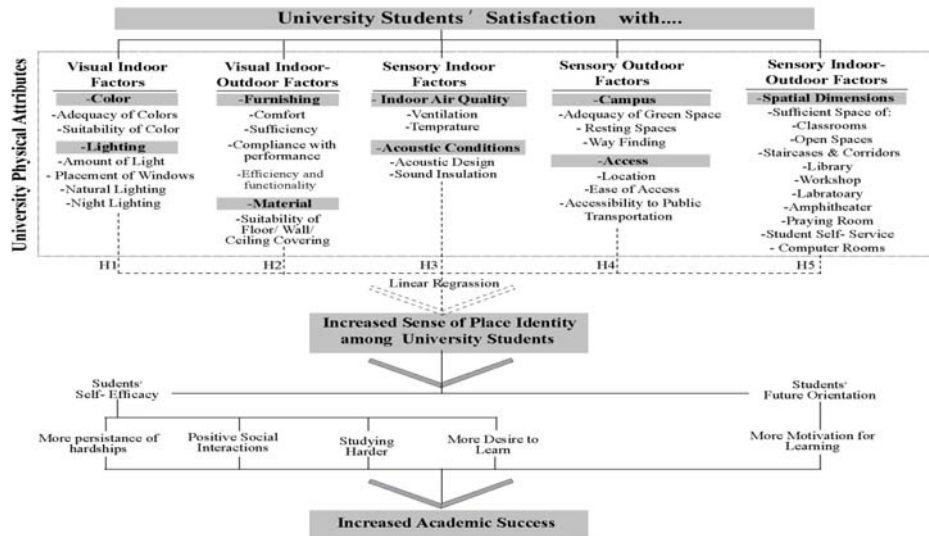 University Students' Satisfaction with....
University Physical Attributes
Visual Indoor
Factors
-Color
-Adequacy of Colors
-Suitability of Color
-Lighting
-Amount of Light
-Placement of Windows
-Natural Lighting
-Night Lighting
Visual Indoor-
Outdoor Factors
-Furnishing
-Comfort
-Sufficiency
-Compliance with
performance
-Efficiency and
functionality
-Material
-Suitability of
Floor/ Wall/
Ceiling Covering
Sensory Indoor
Factors
-Indoor Air Quality
-Ventilation
-Temprature
-Acoustic Conditions
-Acoustic Design
-Sound Insulation
Sensory Outdoor
Factors
-Campus
-Adequacy of Green Space
-Resting Spaces
-Way Finding
-Access
-Location
-Ease of Access
-Accessibility to Public
Transportation
Sensory Indoor-
Outdoor Factors
-Spatial Dimensions
-Sufficient Space of:
-Classrooms
-Open Spaces
-Staircases & Corridors
-Library
-Workshop
-Labratoary
-Amphitheater
-Praying Room
-Student Self- Service
- Computer Rooms
H1
H2
H3
H4
H5
Linear Regrassion
Increased Sense of Place Identity
among University Students
Sudents'
Self- Efficacy
Students'
Future Orientation
More persistance of
hardships
Positive Social
Interactions
Studying
Harder
More Desire to
Learn
More Motivation for
Learning
Increased Academic Success